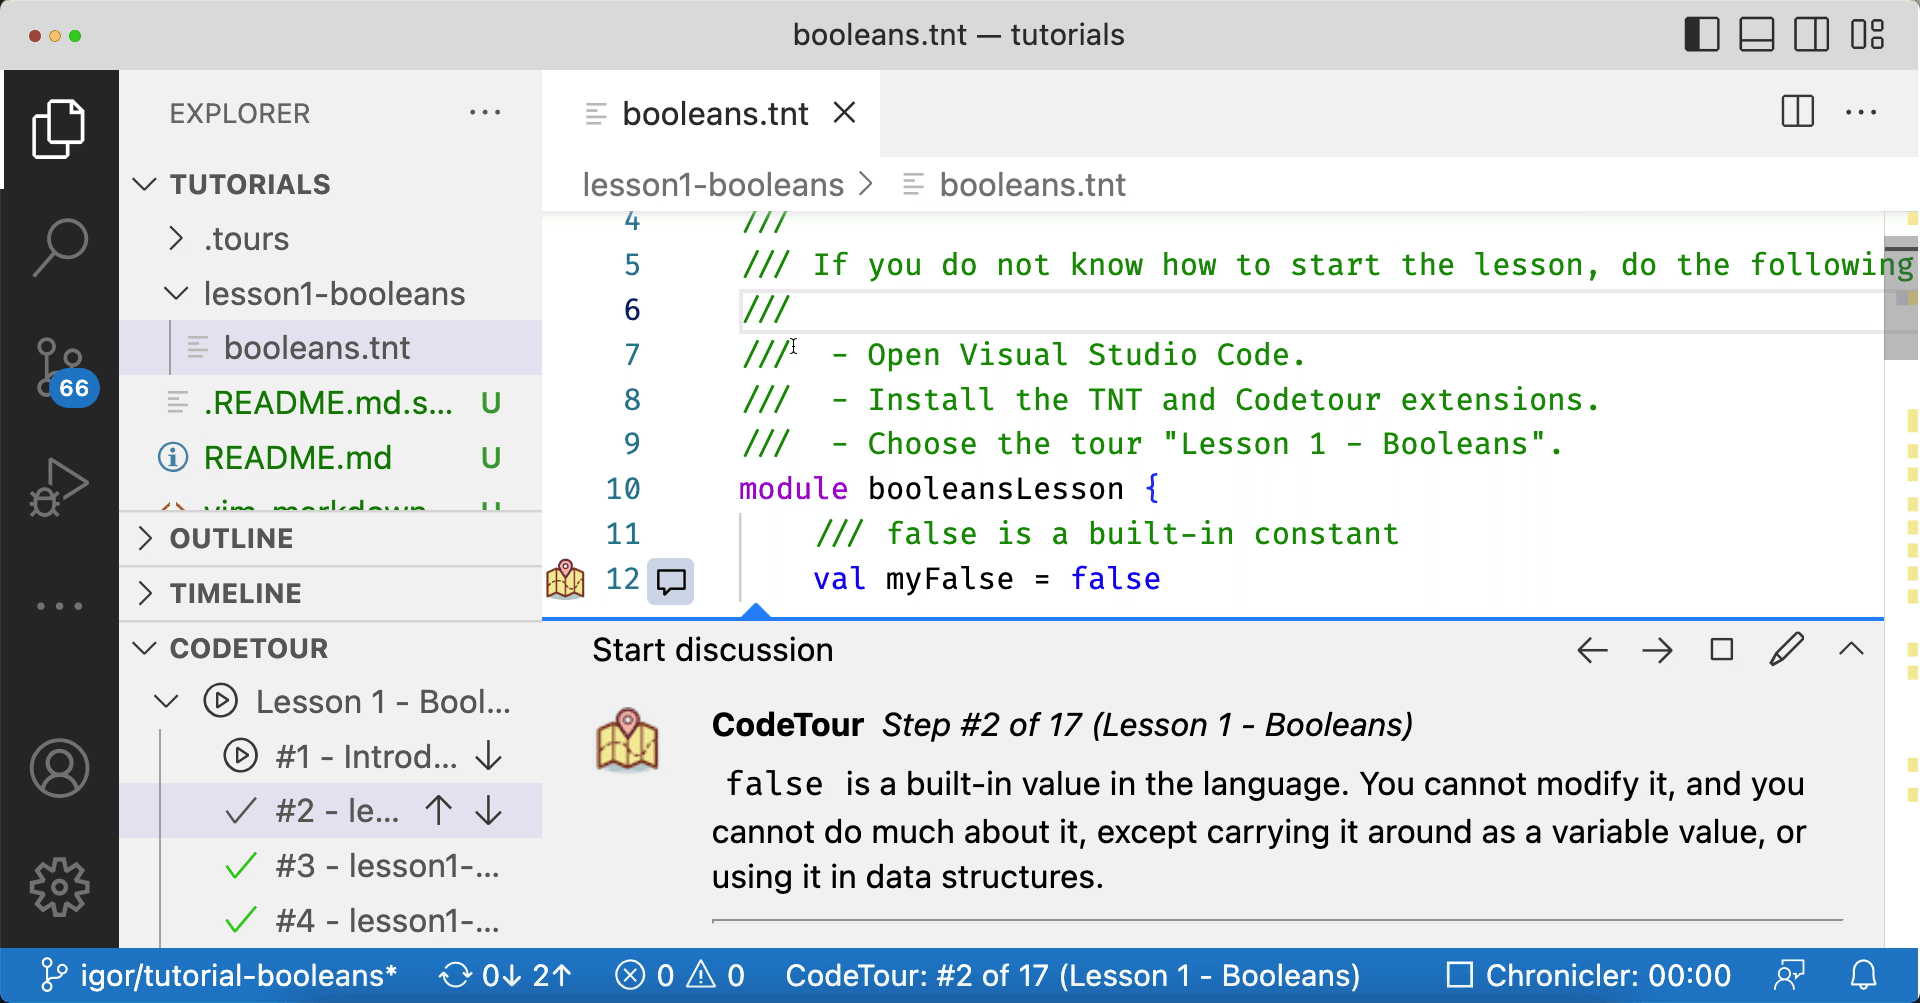 booleans.tnt — tutorials
EXPLORER
TUTORIALS
.tours
lesson1-booleans
booleans.tnt
.README.md.s... U
README.md U
vim-markdown U
OUTLINE
TIMELINE
CODETOUR
Lesson 1 - Bool...
#1 - Introd... ↓
#2 - le... ↑ ↓
#3 - lesson1-...
#4 - lesson1-...
66
booleans.tnt
lesson1-booleans > booleans.tnt
4 ///
5 /// If you do not know how to start the lesson, do the following
6 ///
7 /// - Open Visual Studio Code.
8 /// - Install the TNT and Codetour extensions.
9 /// - Choose the tour "Lesson 1 - Booleans".
10 module booleansLesson {
11 /// false is a built-in constant
12 val myFalse = false
Start discussion
CodeTour Step #2 of 17 (Lesson 1 - Booleans)
false is a built-in value in the language. You cannot modify it, and you
cannot do much about it, except carrying it around as a variable value, or
using it in data structures.
igor/tutorial-booleans* 0↓ 2↑ 0 0 CodeTour: #2 of 17 (Lesson 1 - Booleans) Chronicler: 00:00